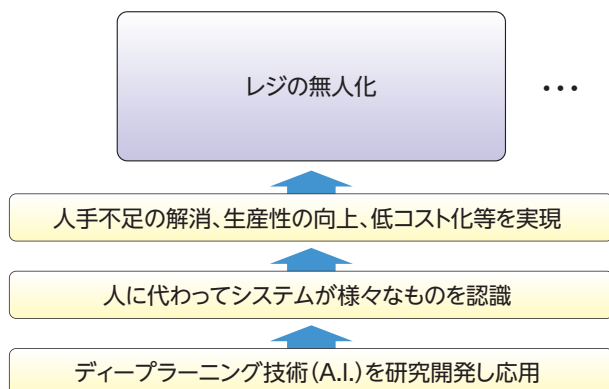 レジの無人化
・・・
人手不足の解消、生産性の向上、低コスト化等を実現
人に代わってシステムが様々なものを認識
ディープラーニング技術(A.I.)を研究開発し応用